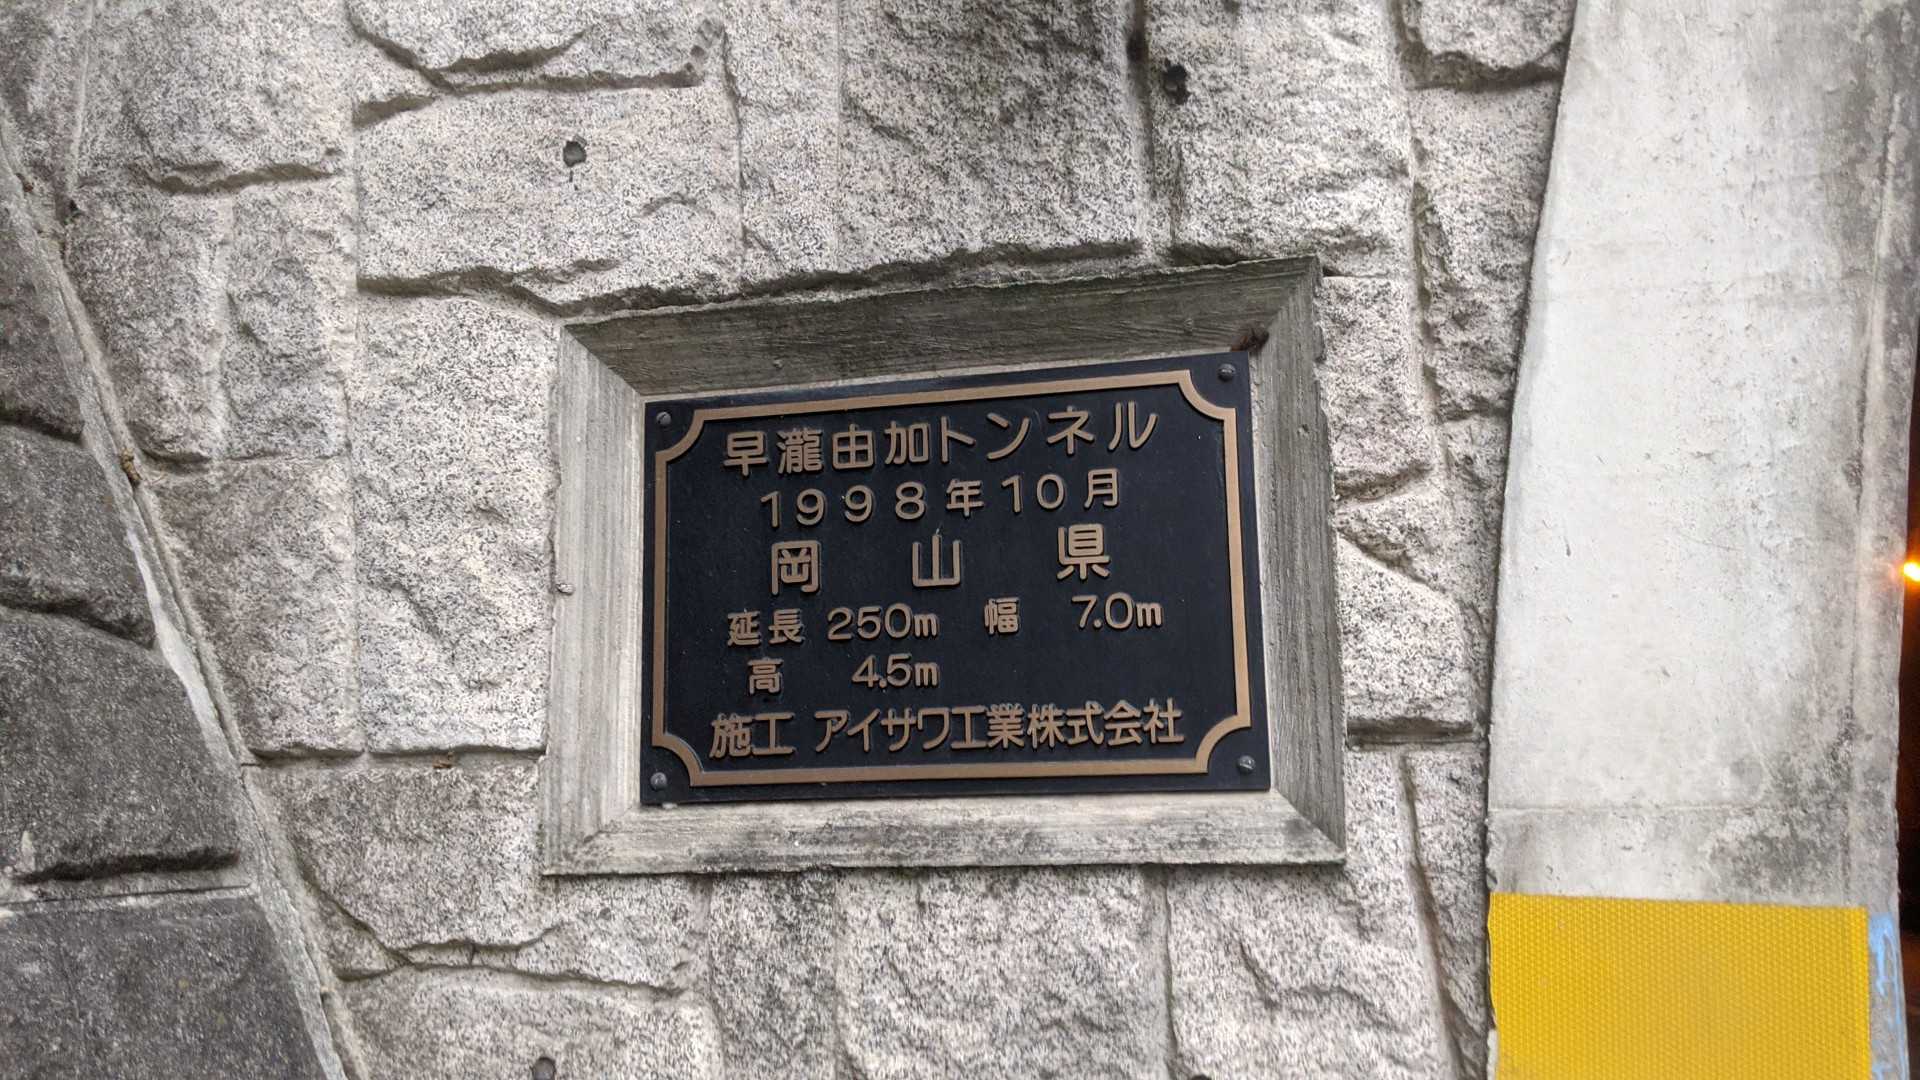 早瀧由加トンネル
1998年10月
岡山県
延長 250m 幅 7.0m
高 4.5m
施工 アイサワ工業株式会社